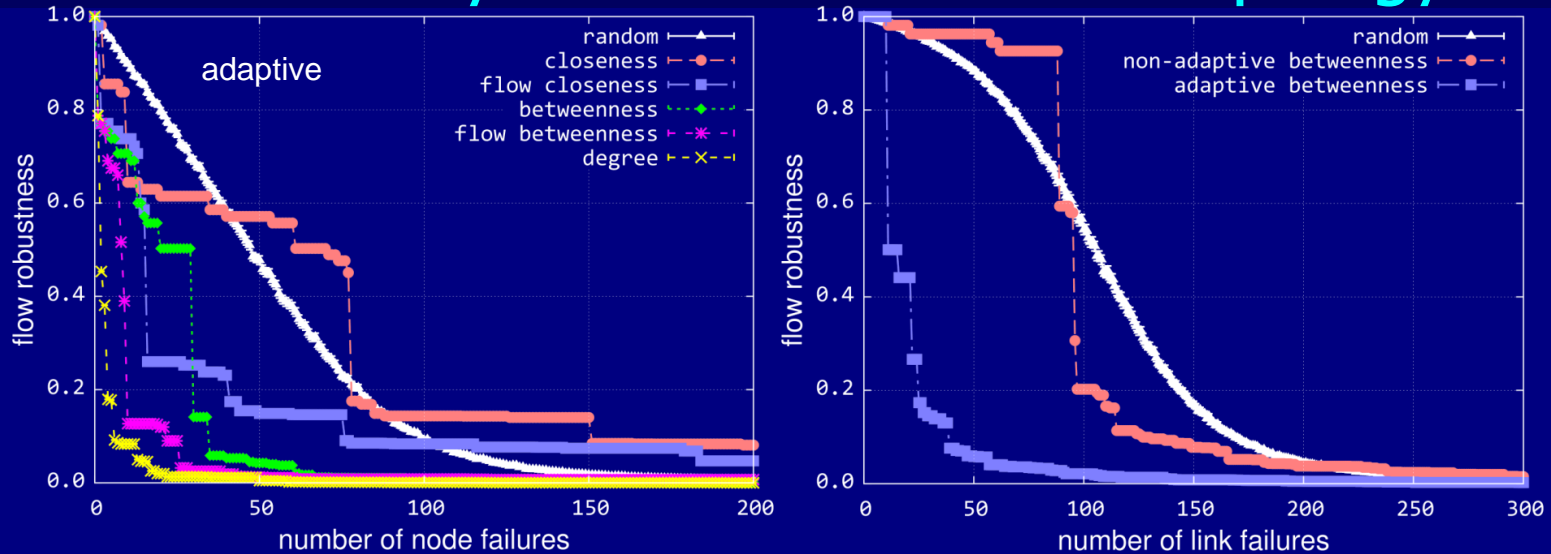 adaptive
random
closeness
flow closeness
betweenness
flow betweenness
degree
1.0
0.8
0.6
0.4
0.2
0.0
flow robustness
0 50 100 150 200
number of node failures
random
non-adaptive betweenness
adaptive betweenness
1.0
0.8
0.6
0.4
0.2
0.0
flow robustness
0 50 100 150 200 250 300
number of link failures